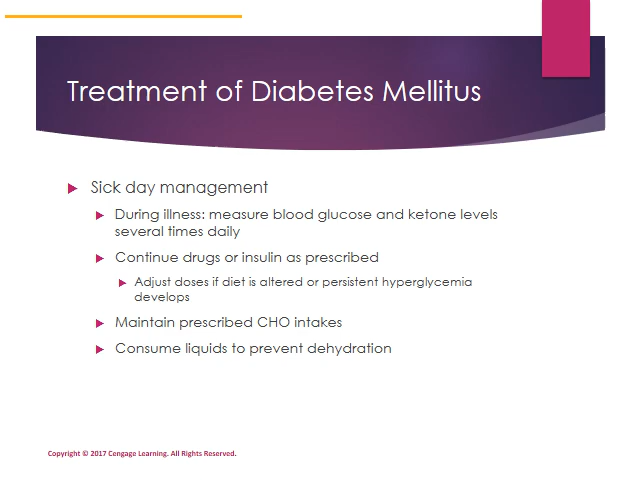 Treatment of Diabetes Mellitus
Sick day management
During illness: measure blood glucose and ketone levels
several times daily
Continue drugs or insulin as prescribed
Adjust doses if diet is altered or persistent hyperglycemia
develops
Maintain prescribed CHO intakes
Consume liquids to prevent dehydration
Copyright © 2017 Cengage Learning. All Rights Reserved.